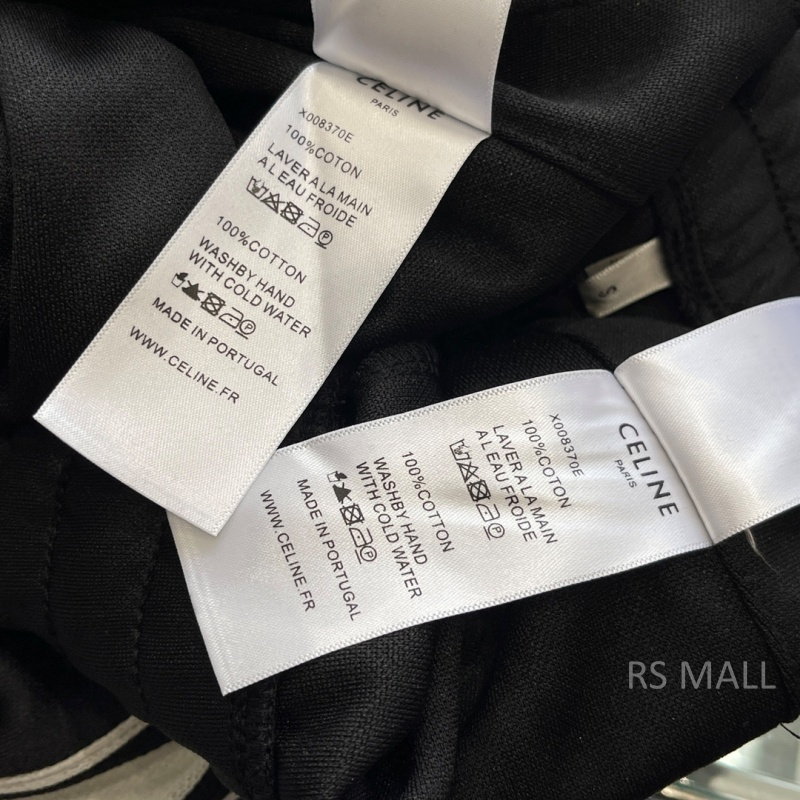 CELINE
PARIS
X008370E
100%COTON
LAVER A LA MAIN
A L EAU FROIDE
100%COTTON
WASHBY HAND
WITH COLD WATER
MADE IN PORTUGAL
WWW.CELINE.FR
S
CELINE
PARIS
X008370E
100%COTON
LAVER A LA MAIN
A L EAU FROIDE
100%COTTON
WASHBY HAND
WITH COLD WATER
MADE IN PORTUGAL
WWW.CELINE.FR
RS MALL